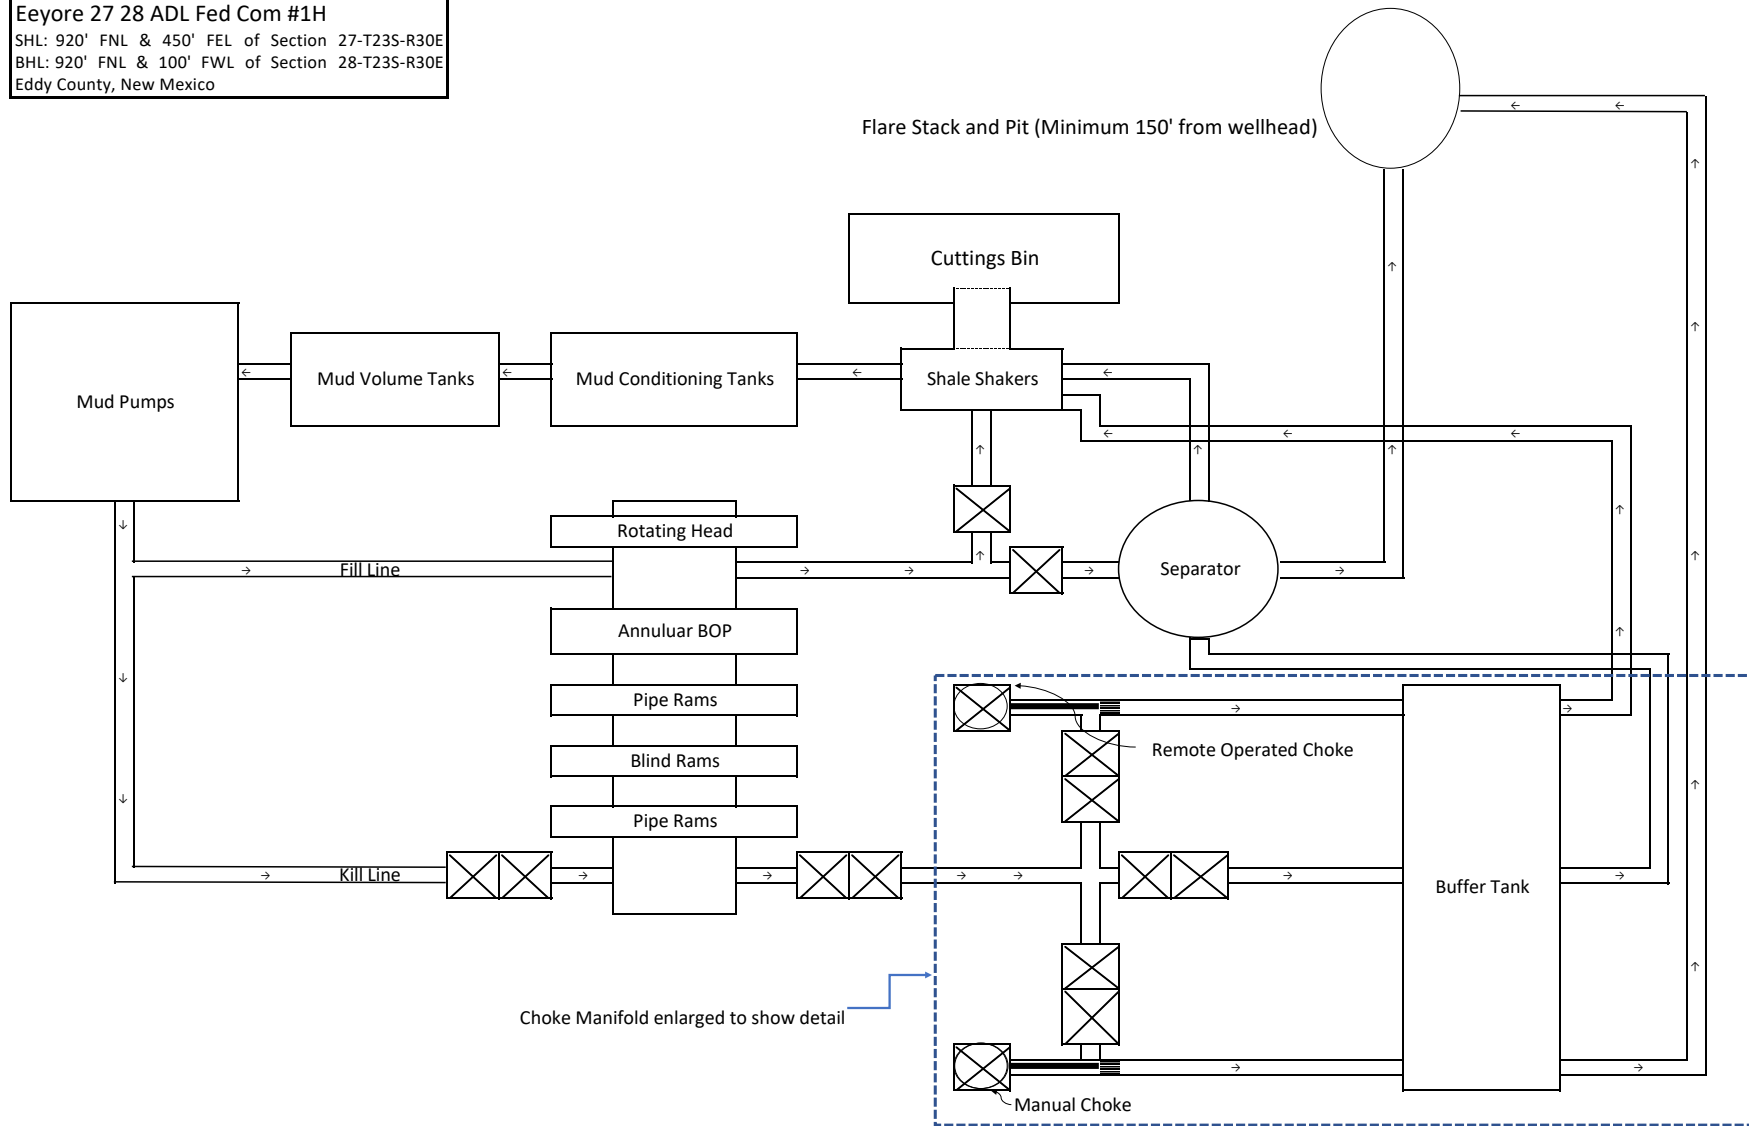 Eeyore 27 28 ADL Fed Com #1H
SHL: 920' FNL & 450' FEL of Section 27-T23S-R30E
BHL: 920' FNL & 100' FWL of Section 28-T23S-R30E
Eddy County, New Mexico
Flare Stack and Pit (Minimum 150' from wellhead)
Cuttings Bin
Mud Pumps
Mud Volume Tanks
Mud Conditioning Tanks
Shale Shakers
Rotating Head
Fill Line
Separator
Annuluar BOP
Pipe Rams
Remote Operated Choke
Blind Rams
Pipe Rams
Kill Line
Buffer Tank
Choke Manifold enlarged to show detail
Manual Choke